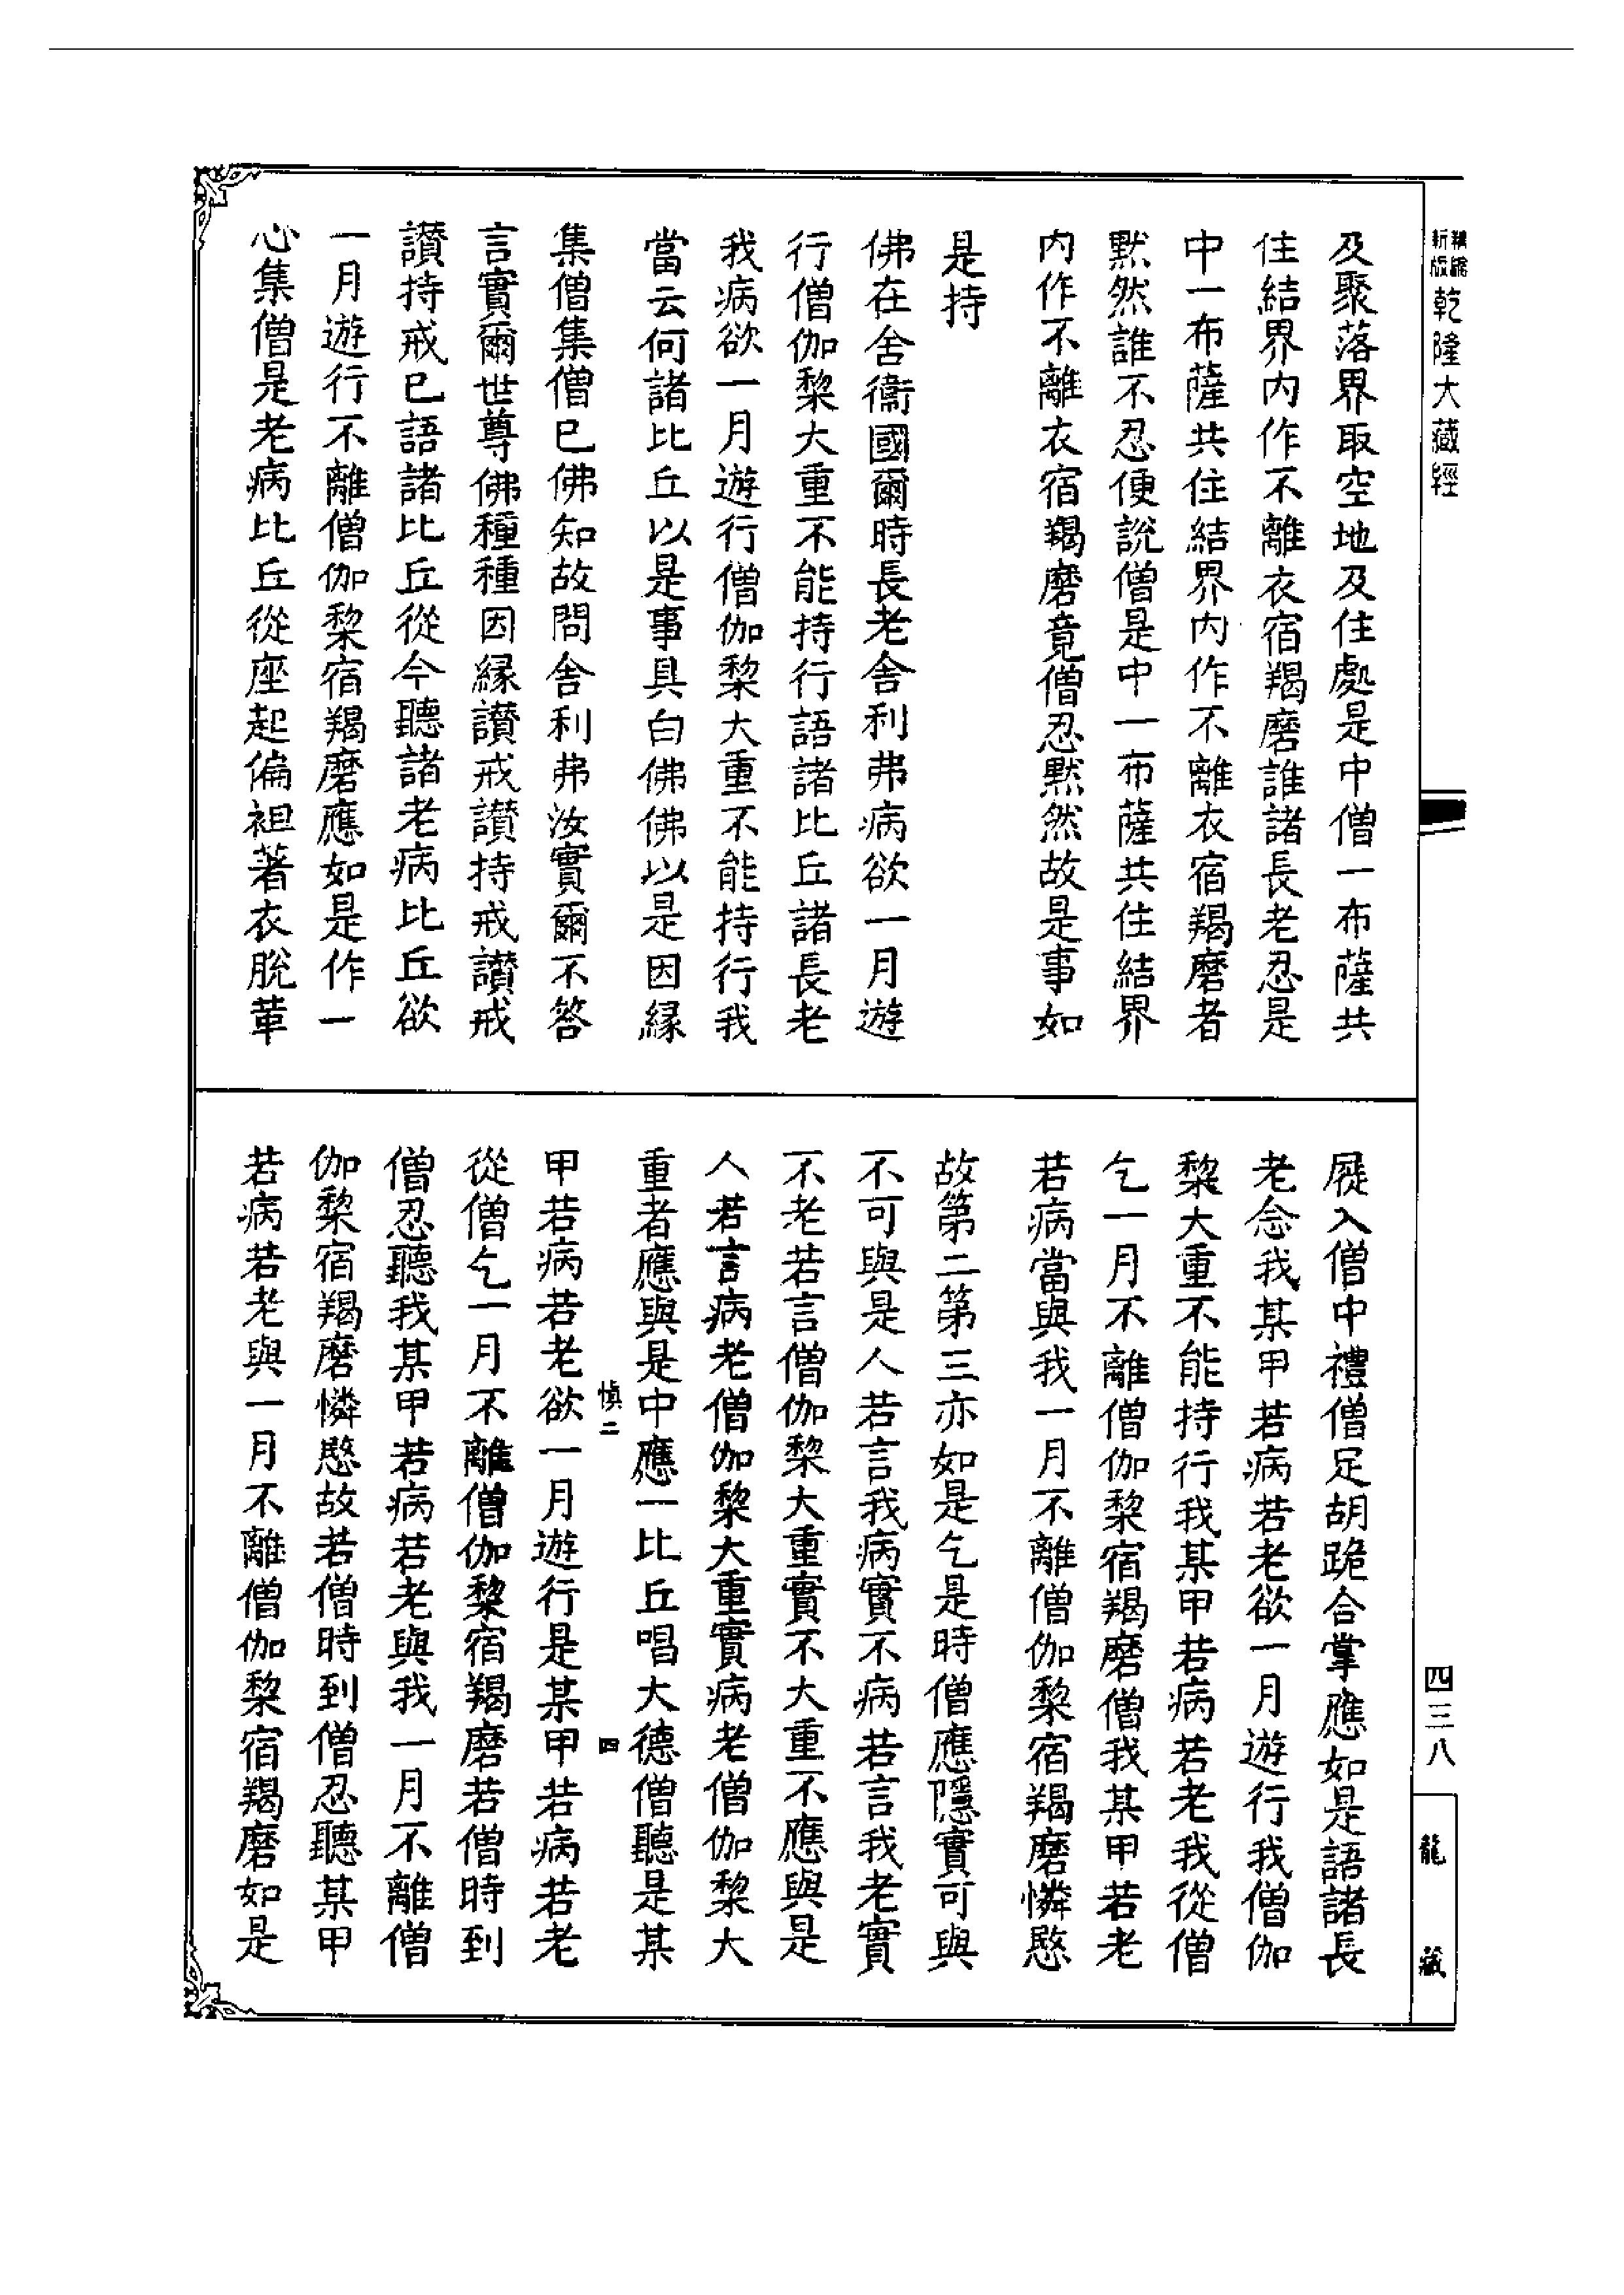 新版
精縮
乾隆大藏經
及聚落界取空地及住處是中僧一布薩共
住結界内作不離衣宿羯磨誰諸長老忍是
中一布薩共住結界内作不離衣宿羯磨者
默然誰不忍便説僧是中一布薩共住結界
内作不離衣宿羯磨竟僧忍默然故是事如
是持
佛在舍衞國爾時長老舍利弗病欲一月遊
行僧伽棃大重不能持行語諸比丘諸長老
我病欲一月遊行僧伽棃大重不能持行我
當云何諸比丘以是事具白佛佛以是因緣
集僧集僧已佛知故問舍利弗汝實爾不答
言實爾世尊佛種種因緣讃戒讃持戒讃戒
讃持戒已語諸比丘從今聽諸老病比丘欲
一月遊行不離僧伽棃宿羯磨應如是作一
心集僧是老病比丘從座起偏袒著衣脫革
屣入僧中禮僧足胡跪合掌應如是語諸長
老念我某甲若病若老欲一月遊行我僧伽
棃大重不能持行我某甲若病若老我從僧
乞一月不離僧伽棃宿羯磨僧我某甲若老
若病當與我一月不離僧伽棃宿羯磨憐愍
故第二第三亦如是乞是時僧應隱實可與
不可與是人若言我病實不病若言我老實
不老若言僧伽棃大重實不大重不應與是
人若言病老僧伽棃大重實病老僧伽棃大
重者應與是中應一比丘唱大德僧聽是某
慎二 四
甲若病若老欲一月遊行是某甲若病若老
從僧乞一月不離僧伽棃宿羯磨若僧時到
僧忍聽我某甲若病若老與我一月不離僧
伽棃宿羯磨憐愍故若僧時到僧忍聽某甲
若病若老與一月不離僧伽棃宿羯磨如是
四三八
龍藏